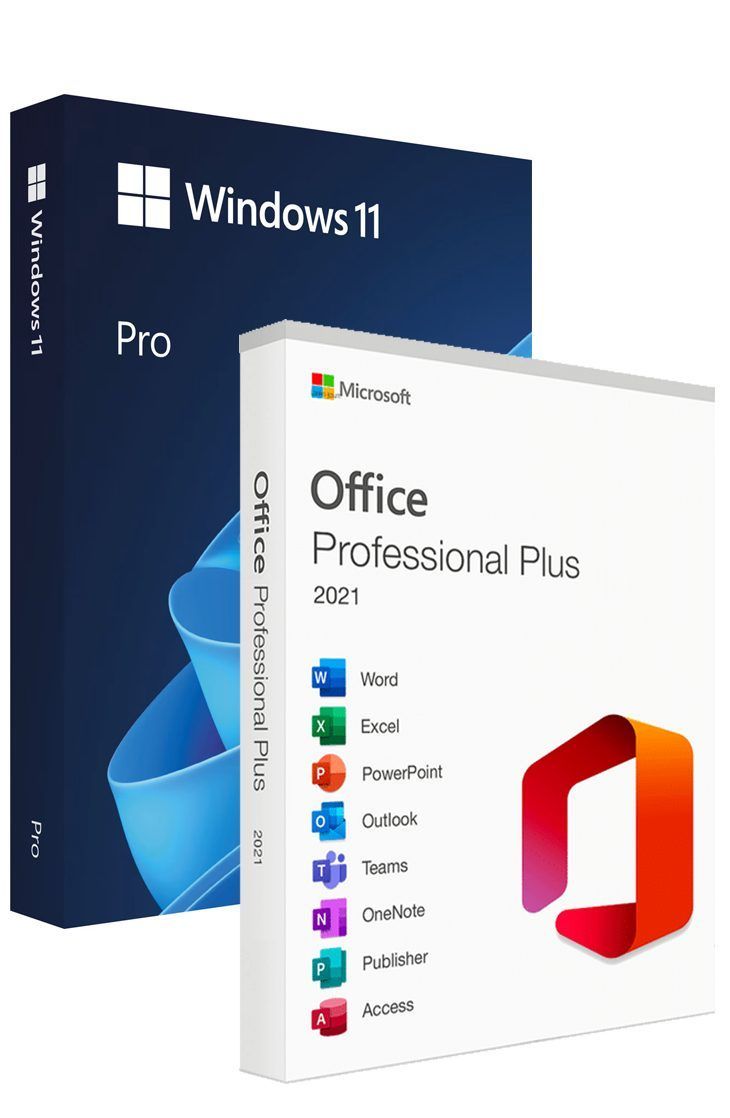 Windows 11
Pro
Windows 11
Pro
Microsoft
Office
Professional Plus
2021
Office Professional Plus 2021
Word
Excel
PowerPoint
Outlook
Teams
OneNote
Publisher
Access
W
X
P
O
T
N
P
A